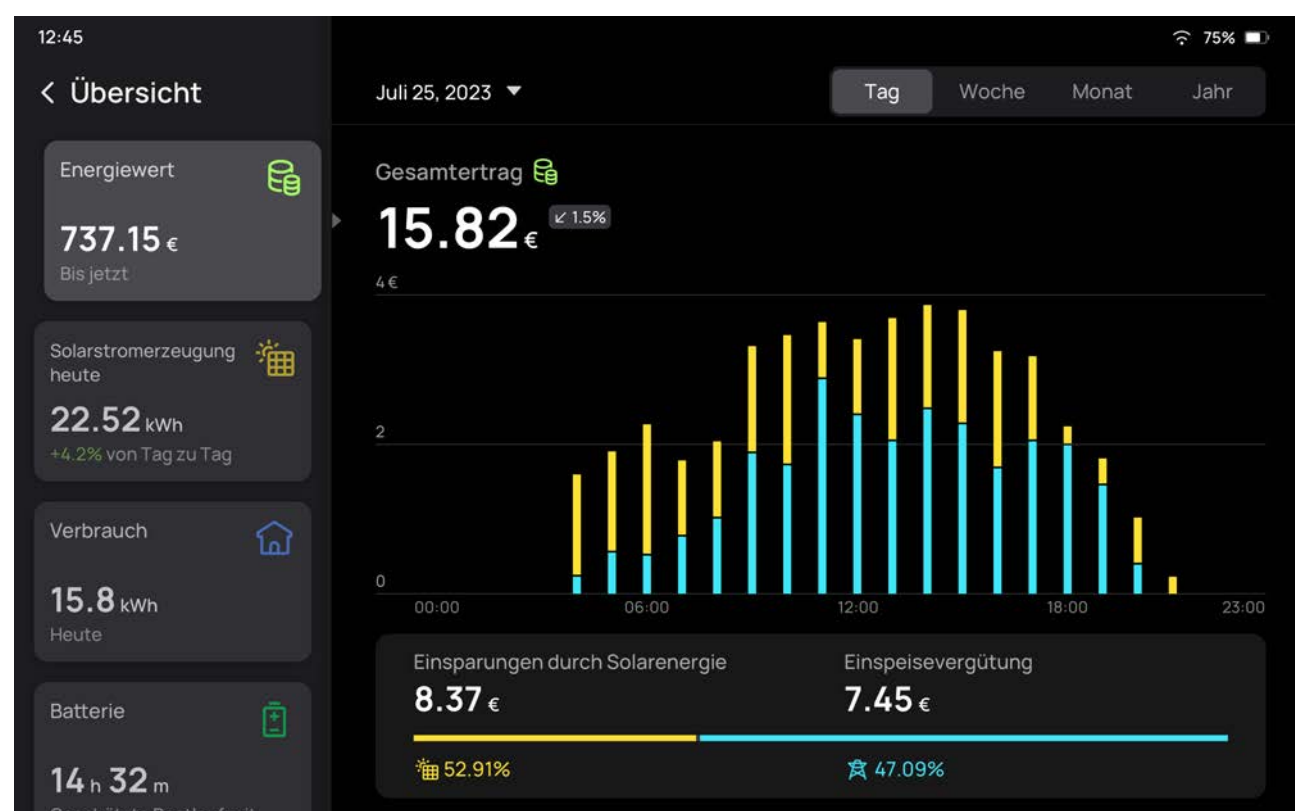 12:45
75%
Übersicht
Juli 25, 2023
Tag Woche Monat Jahr
Energiewert
737.15 €
Bis jetzt
Solarstromerzeugung
heute
22.52 kWh
+4.2% von Tag zu Tag
Verbrauch
15.8 kWh
Heute
Batterie
14 h 32 m
Gesamtertrag
15.82 € 1.5%
4 €
2
0
00:00 06:00 12:00 18:00 23:00
Einsparungen durch Solarenergie
8.37 €
52.91%
Einspeisevergütung
7.45 €
47.09%